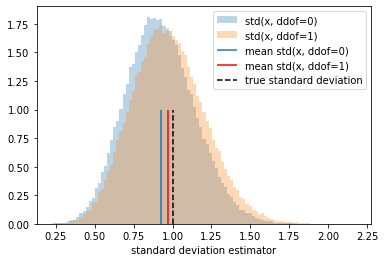 std(x, ddof=0)
std(x, ddof=1)
mean std(x, ddof=0)
mean std(x, ddof=1)
true standard deviation
1.75
1.50
1.25
1.00
0.75
0.50
0.25
0.00
0.25 0.50 0.75 1.00 1.25 1.50 1.75 2.00 2.25
standard deviation estimator